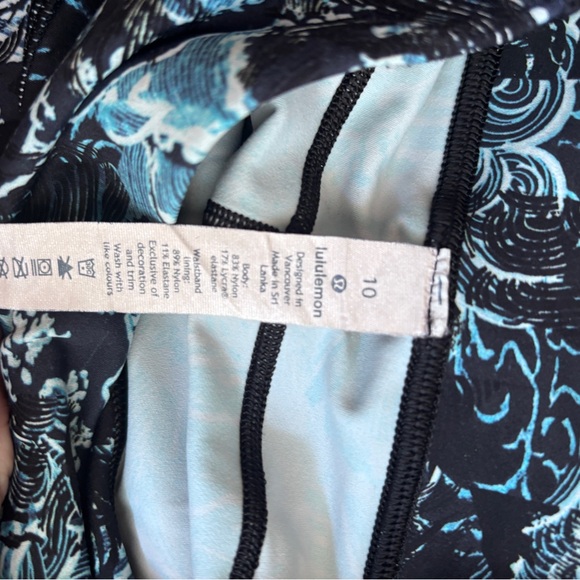 10
lululemon
Designed in
Vancouver
Made in Sri
Lanka
Body:
83% Nylon
17% Lycra®
elastane
Waistband
lining:
89% Nylon
11% Elastane
Exclusive of
decoration
and trim
Wash with
like colours